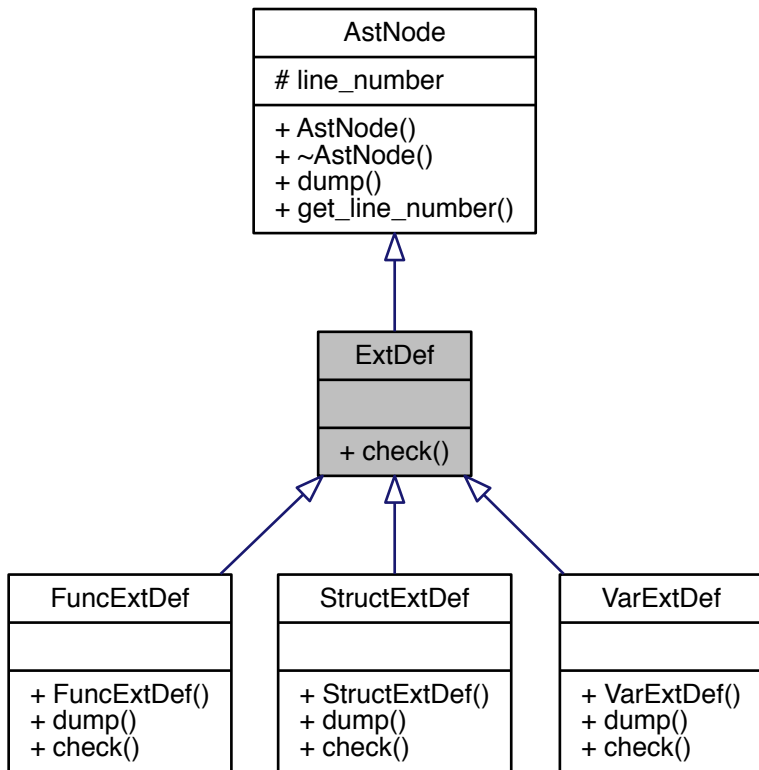 AstNode
# line_number
+ AstNode()
+ ~AstNode()
+ dump()
+ get_line_number()
ExtDef
+ check()
FuncExtDef
+ FuncExtDef()
+ dump()
+ check()
StructExtDef
+ StructExtDef()
+ dump()
+ check()
VarExtDef
+ VarExtDef()
+ dump()
+ check()